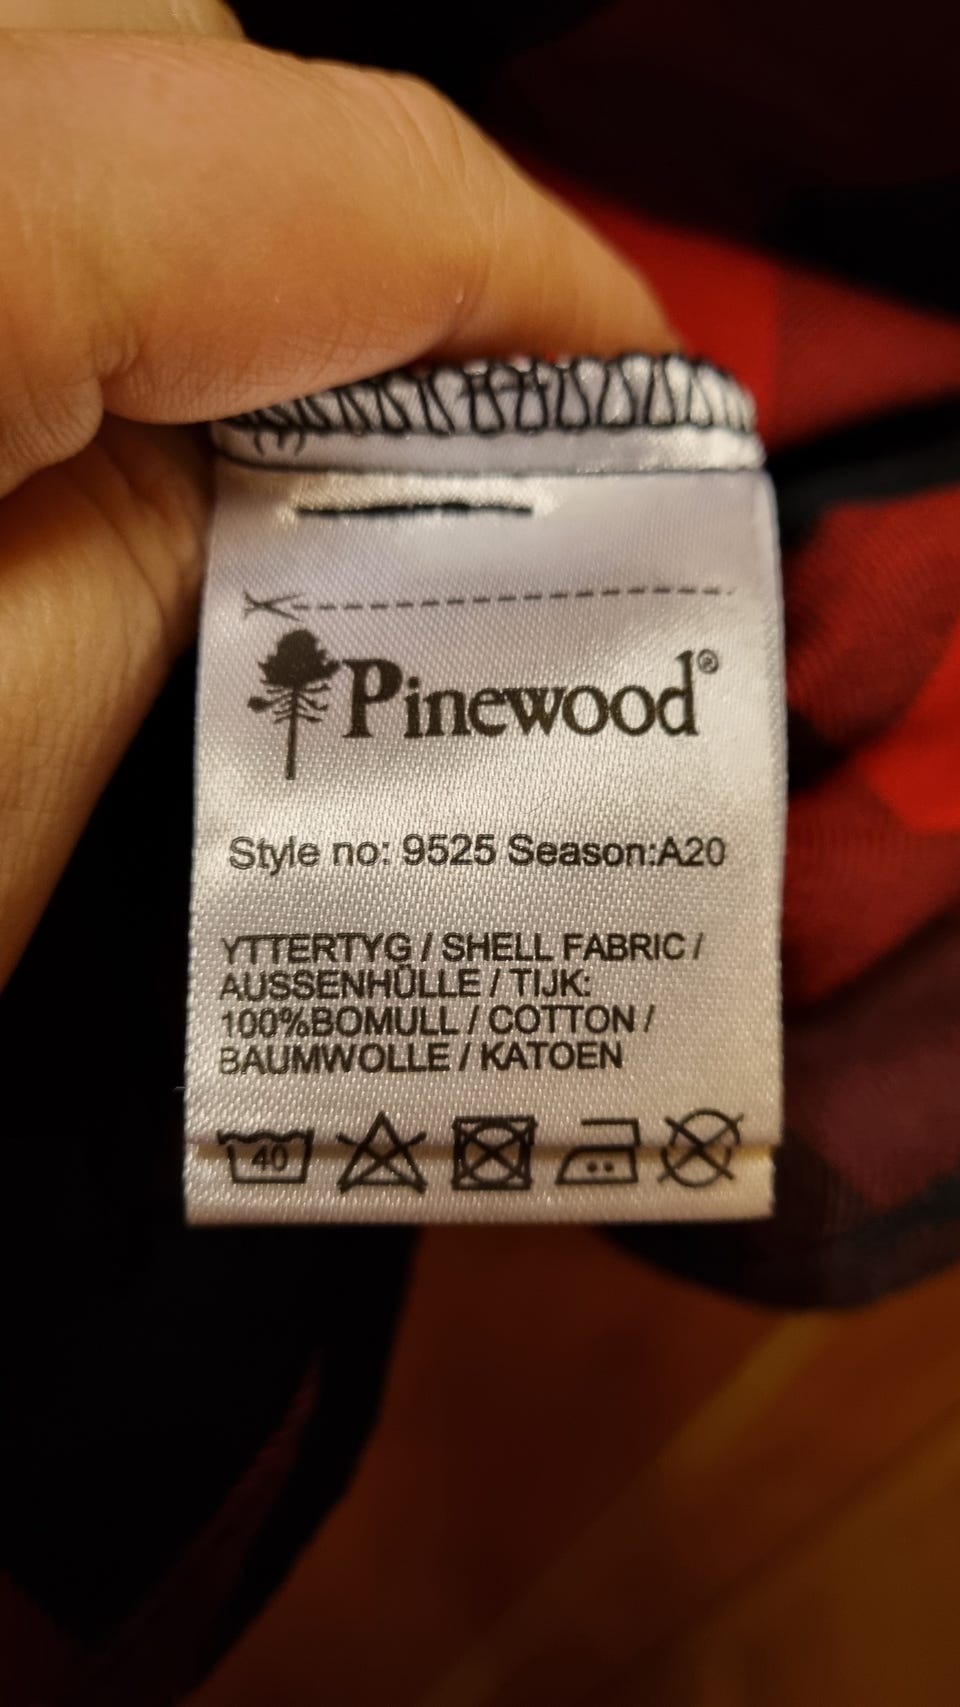 Pinewood®
Style no: 9525 Season:A20
YTTERTYG / SHELL FABRIC /
AUSSENHÜLLE / TIJK:
100%BOMULL / COTTON /
BAUMWOLLE / KATOEN
40